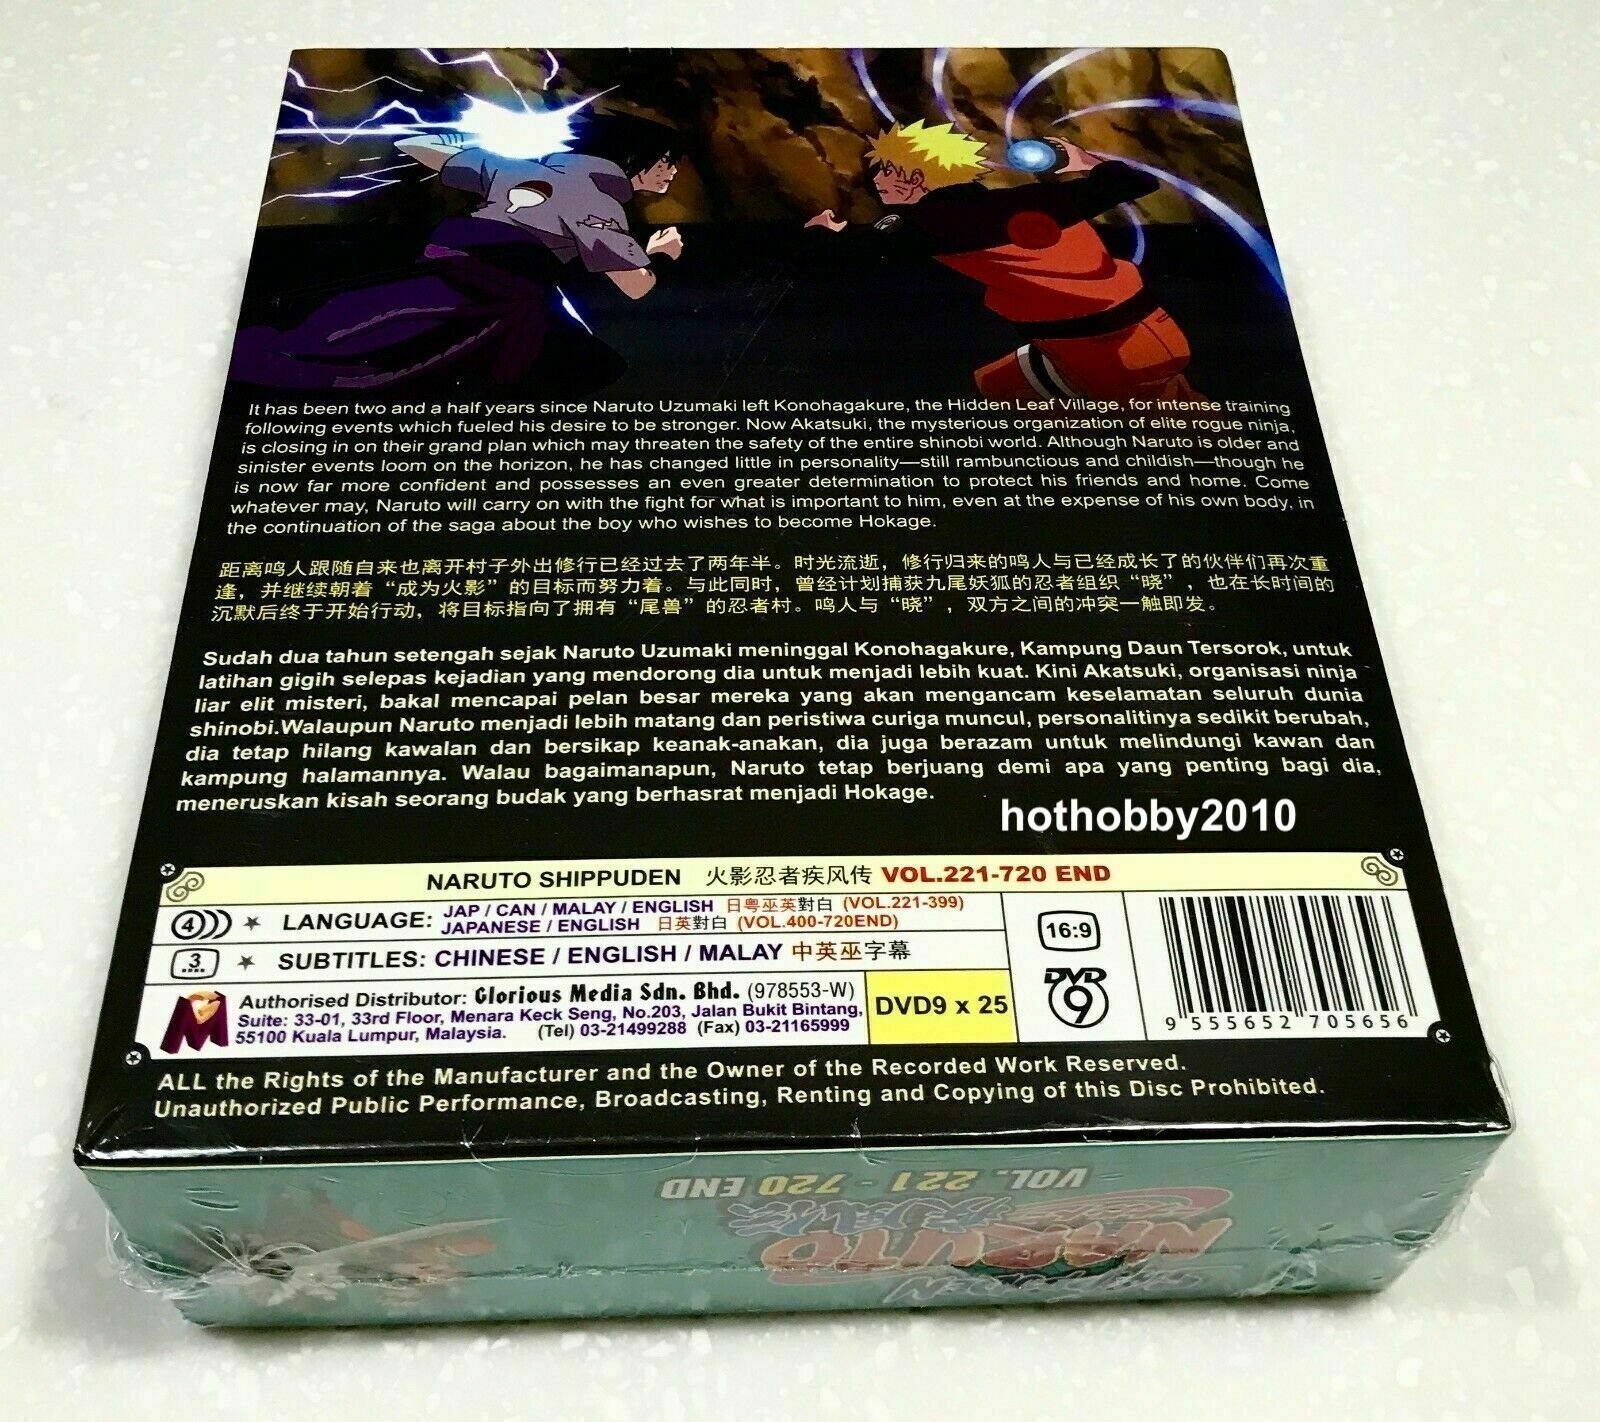 It has been two and a half years since Naruto Uzumaki left Konohagakure, the Hidden Leaf Village, for intense training
following events which fueled his desire to be stronger. Now Akatsuki, the mysterious organization of elite rogue ninja,
is closing in on their grand plan which may threaten the safety of the entire shinobi world. Although Naruto is older and
sinister events loom on the horizon, he has changed little in personality—still rambunctious and childish—though he
is now far more confident and possesses an even greater determination to protect his friends and home. Come
whatever may, Naruto will carry on with the fight for what is important to him, even at the expense of his own body, in
the continuation of the saga about the boy who wishes to become Hokage.
距离鸣人跟随自来也离开村子外出修行已经过去了两年半。时光流逝，修行归来的鸣人与已经成长了的伙伴们再次重
逢，并继续朝着“成为火影”的目标而努力着。与此同时，曾经计划捕获九尾妖狐的忍者组织“晓”，也在长时间的
沉默后终于开始行动，将目标指向了拥有“尾兽”的忍者村。鸣人与“晓”，双方之间的冲突一触即发。
Sudah dua tahun setengah sejak Naruto Uzumaki meninggal Konohagakure, Kampung Daun Tersorok, untuk
latihan gigih selepas kejadian yang mendorong dia untuk menjadi lebih kuat. Kini Akatsuki, organisasi ninja
liar elit misteri, bakal mencapai pelan besar mereka yang akan mengancam keselamatan seluruh dunia
shinobi.Walaupun Naruto menjadi lebih matang dan peristiwa curiga muncul, personalitinya sedikit berubah,
dia tetap hilang kawalan dan bersikap keanak-anakan, dia juga berazam untuk melindungi kawan dan
kampung halamannya. Walau bagaimanapun, Naruto tetap berjuang demi apa yang penting bagi dia,
meneruskan kisah seorang budak yang berhasrat menjadi Hokage.
hothobby2010
NARUTO SHIPPUDEN 火影忍者疾风传 VOL.221-720 END
4 LANGUAGE: JAP / CAN / MALAY / ENGLISH 日粤巫英對白 (VOL.221-399)
JAPANESE / ENGLISH 日英對白 (VOL.400-720END)
3 SUBTITLES: CHINESE / ENGLISH / MALAY 中英巫字幕
16:9
DVD 9
Authorised Distributor: Glorious Media Sdn. Bhd. (978553-W)
Suite: 33-01, 33rd Floor, Menara Keck Seng, No.203, Jalan Bukit Bintang,
55100 Kuala Lumpur, Malaysia. (Tel) 03-21499288 (Fax) 03-21165999
DVD9 x 25
9 555652 705656
ALL the Rights of the Manufacturer and the Owner of the Recorded Work Reserved.
Unauthorized Public Performance, Broadcasting, Renting and Copying of this Disc Prohibited.
VOL. 221 - 720 END
疾风传
NARUTO
SHIPPUDEN